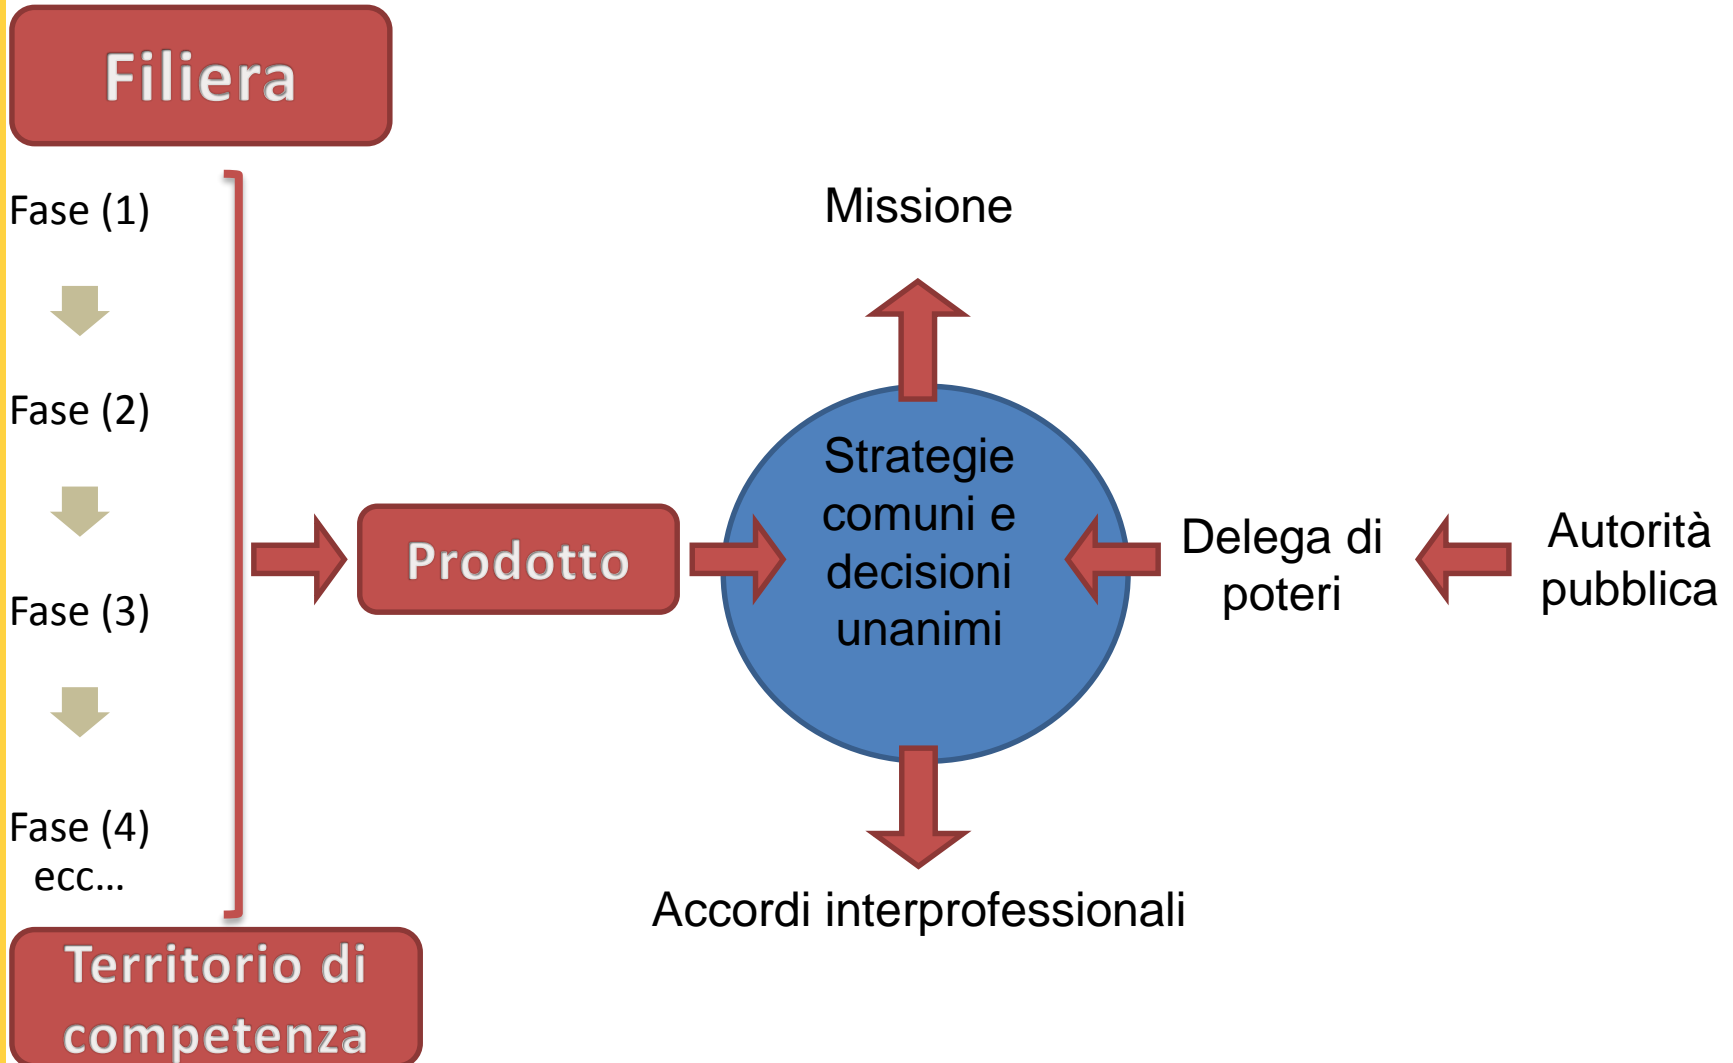 Filiera
Fase (1)
Fase (2)
Fase (3)
Fase (4)
ecc…
Territorio di
competenza
Prodotto
Missione
Strategie
comuni e
decisioni
unanimi
Accordi interprofessionali
Delega di
poteri
Autorità
pubblica